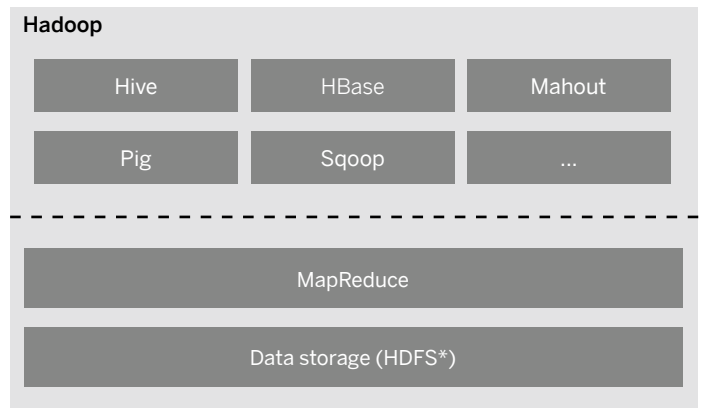 Hadoop
Hive HBase Mahout
Pig Sqoop ...
MapReduce
Data storage (HDFS*)